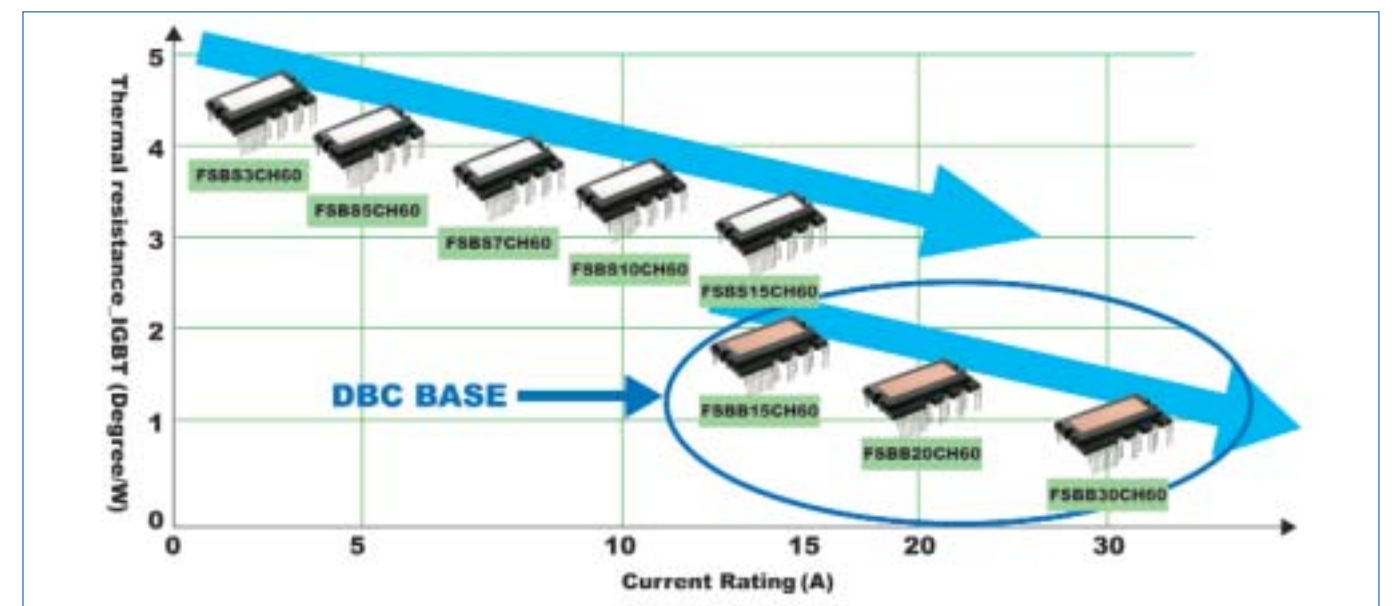 Thermal resistance_IGBT (Degree/W)
5
4
3
2
1
0
FSBS3CH60
FSBS5CH60
FSBS7CH60
FSBS10CH60
FSBS15CH60
DBC BASE
FSBB15CH60
FSBB20CH60
FSBB30CH60
0 5 10 15 20 30
Current Rating (A)